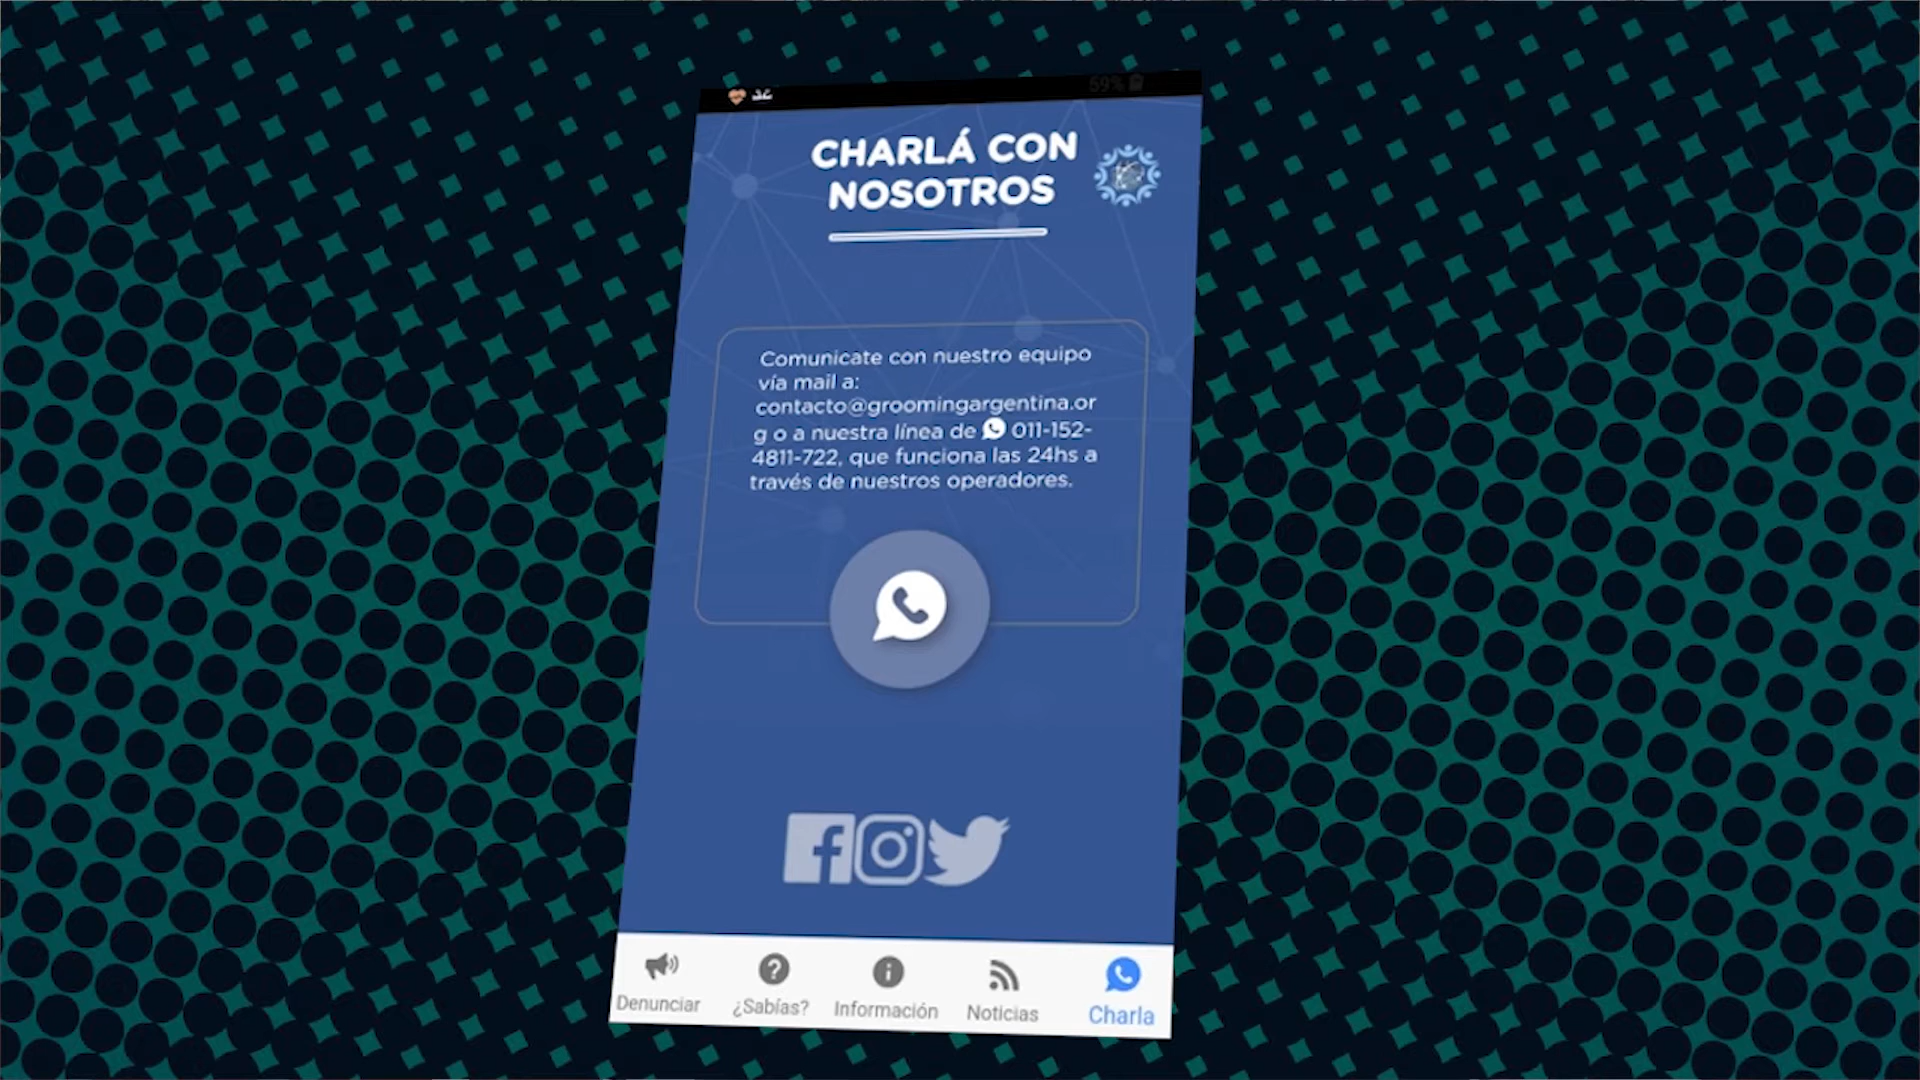 59%
CHARLÁ CON
NOSOTROS
Comunicate con nuestro equipo
vía mail a:
contacto@groomingargentina.or
g o a nuestra línea de 011-152-
4811-722, que funciona las 24hs a
través de nuestros operadores.
Denunciar ¿Sabías? Información Noticias Charla